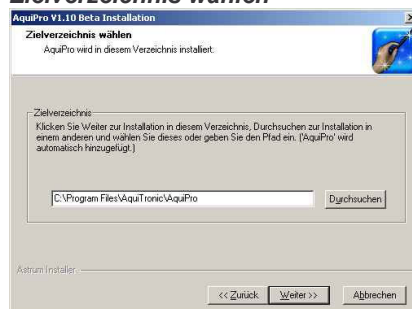 Zielverzeichnis wählen
AquiPro V1.10 Beta Installation
Zielverzeichnis wählen
AquiPro wird in diesem Verzeichnis installiert.
Zielverzeichnis
Klicken Sie Weiter zur Installation in diesem Verzeichnis, Durchsuchen zur Installation in
einem anderen und wählen Sie dieses oder geben Sie den Pfad ein. ('AquiPro' wird
automatisch hinzugefügt.)
C:\Program Files\AquiTronic\AquiPro
Durchsuchen
Astrum Installer
<< Zurück Weiter >> Abbrechen